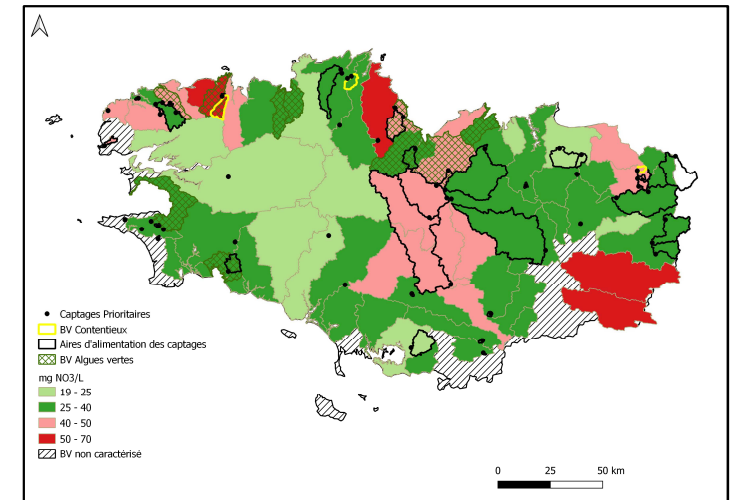 Captages Prioritaires
BV Contentieux
Aires d'alimentation des captages
BV Algues vertes
mg NO3/L
19 - 25
25 - 40
40 - 50
50 - 70
BV non caractérisé
0 25 50 km